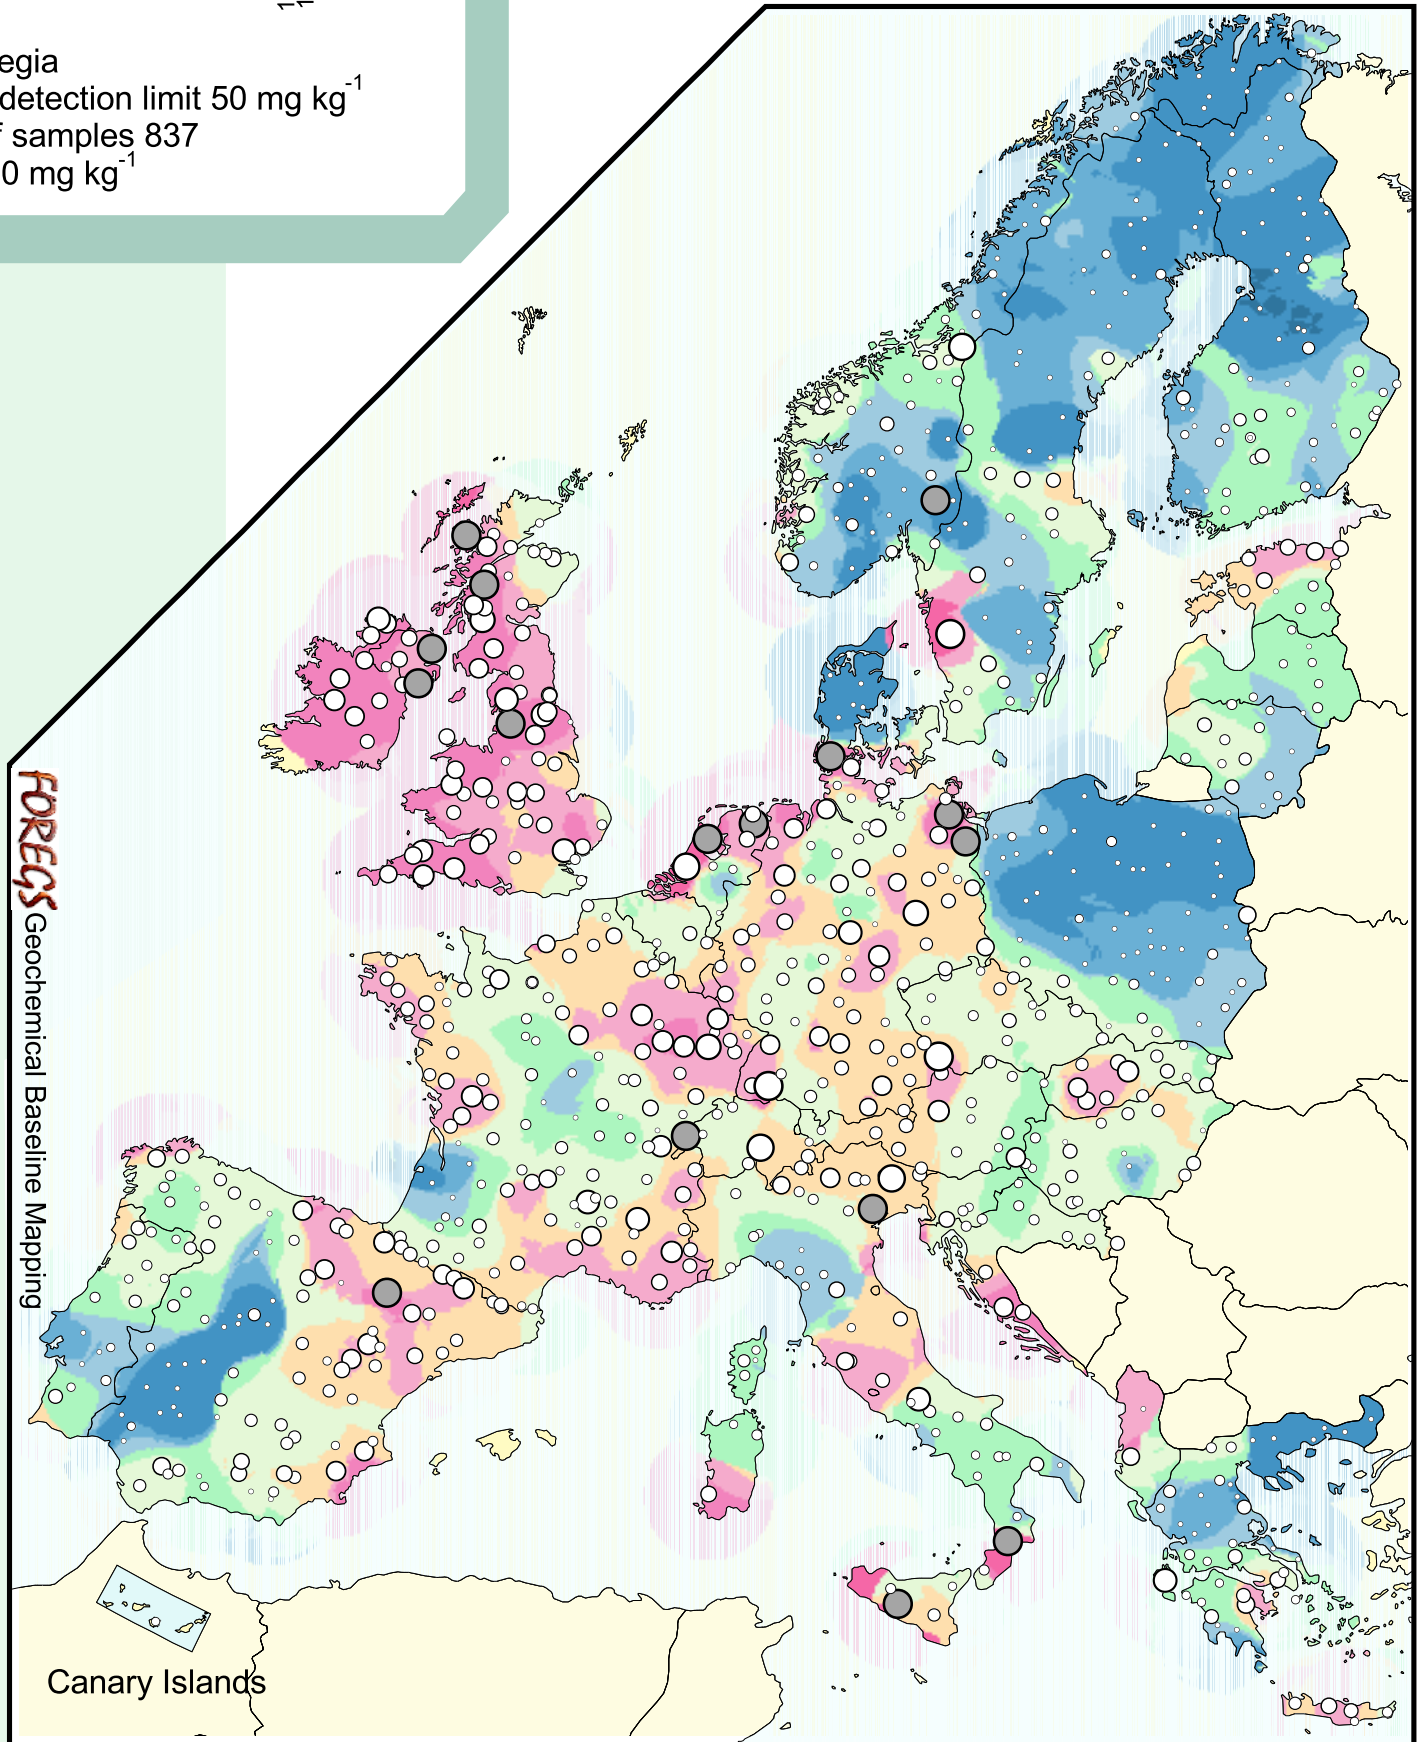 egia
detection limit 50 mg kg-1
f samples 837
0 mg kg-1
FOREGS Geochemical Baseline Mapping
Canary Islands